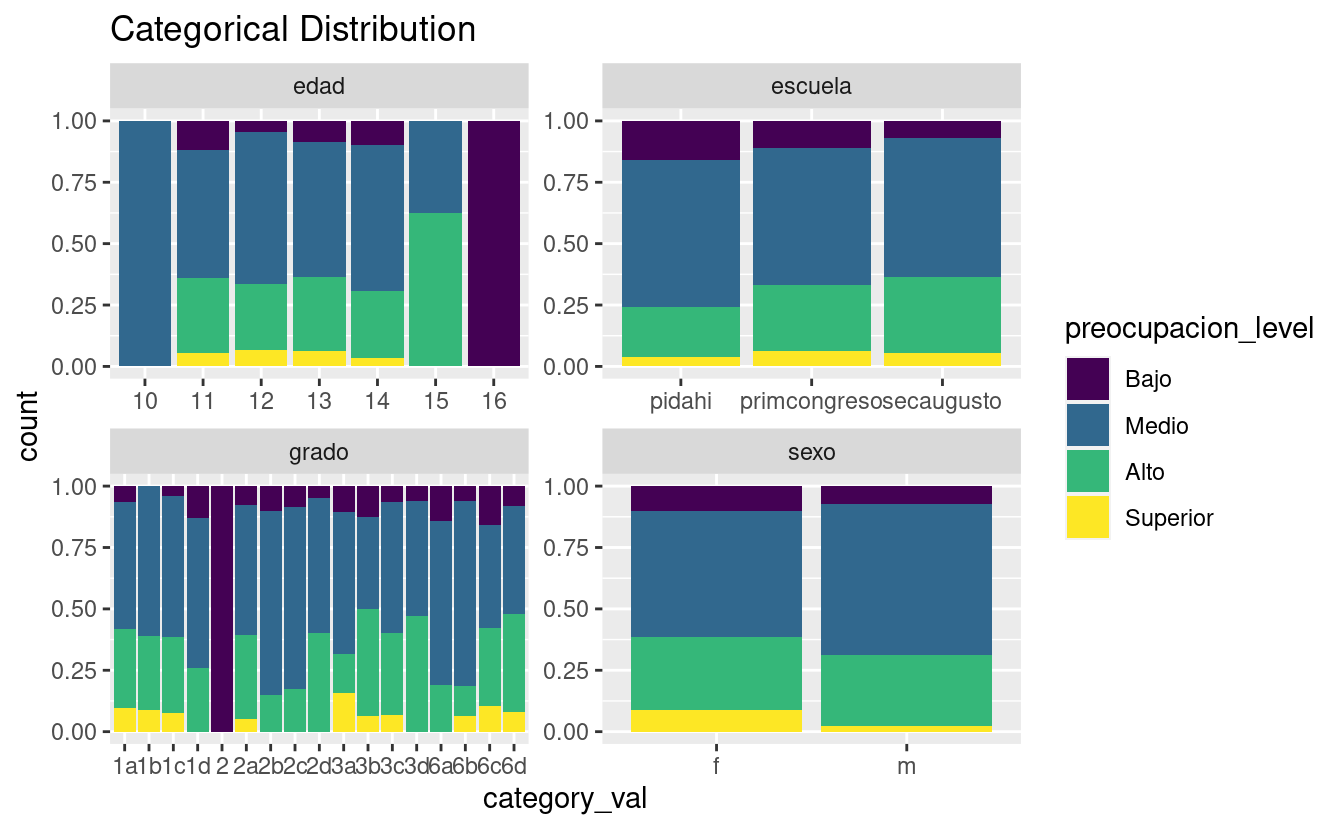 Categorical Distribution
edad
1.00
0.75
0.50
0.25
0.00
10 11 12 13 14 15 16
escuela
1.00
0.75
0.50
0.25
0.00
pidahi primcongreso secaugusto
grado
1.00
0.75
0.50
0.25
0.00
1a 1b 1c 1d 2 2a 2b 2c 2d 3a 3b 3c 3d 6a 6b 6c 6d
sexo
1.00
0.75
0.50
0.25
0.00
f m
count
category_val
preocupacion_level
Bajo
Medio
Alto
Superior